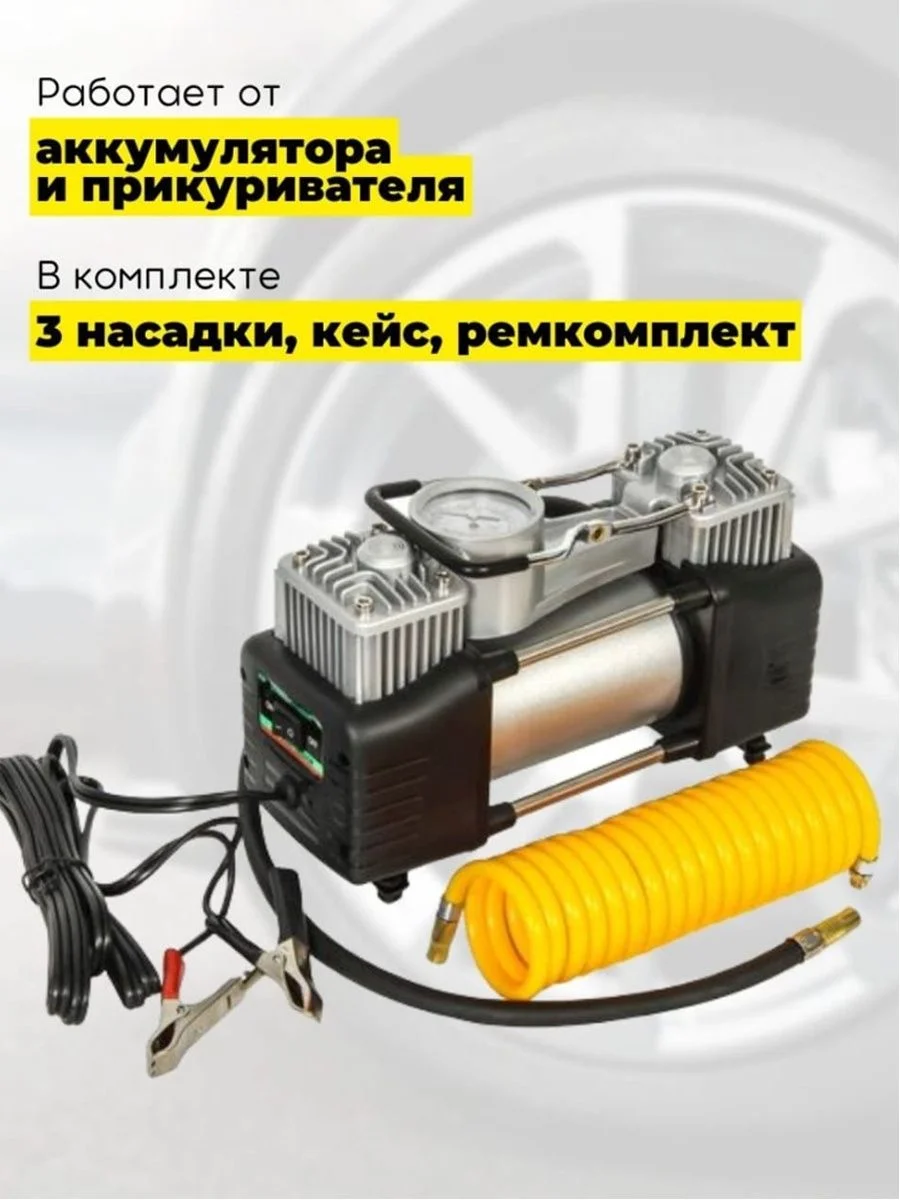 Работает от
аккумулятора
и прикуривателя
В комплекте
3 насадки, кейс, ремкомплект